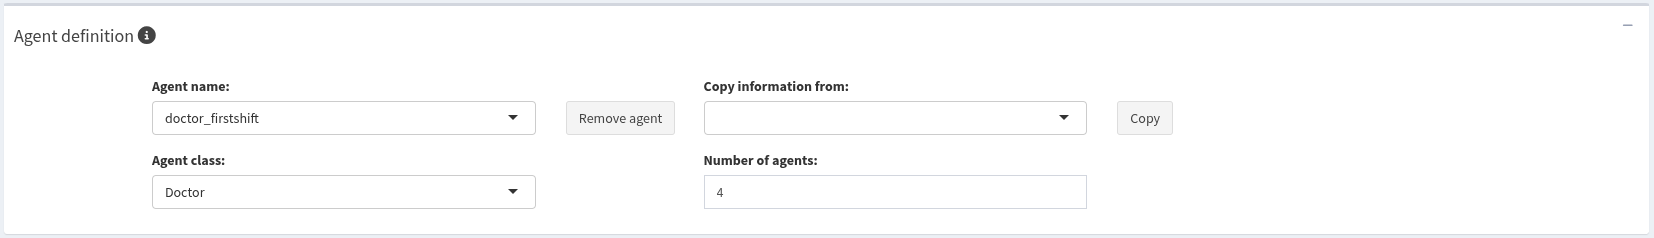 Agent definition
Agent name: Copy information from:
doctor_firstshift Remove agent Copy
Agent class: Number of agents:
Doctor 4